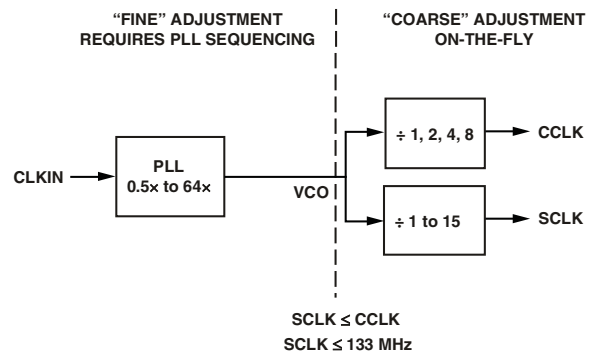 “FINE” ADJUSTMENT
REQUIRES PLL SEQUENCING
“COARSE” ADJUSTMENT
ON-THE-FLY
CLKIN
PLL
0.5× to 64×
VCO
÷ 1, 2, 4, 8
CCLK
÷ 1 to 15
SCLK
SCLK ≤ CCLK
SCLK ≤ 133 MHz